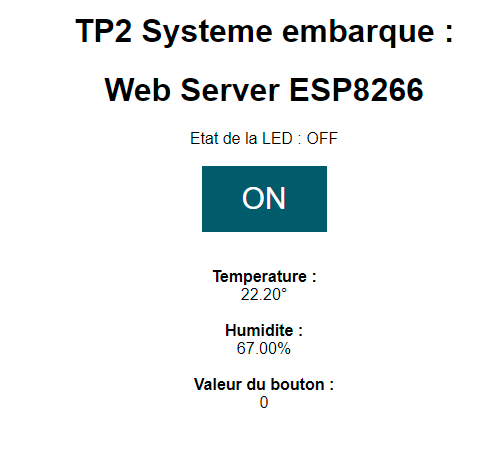 TP2 Systeme embarque :
Web Server ESP8266
Etat de la LED : OFF
ON
Temperature :
22.20°
Humidite :
67.00%
Valeur du bouton :
0